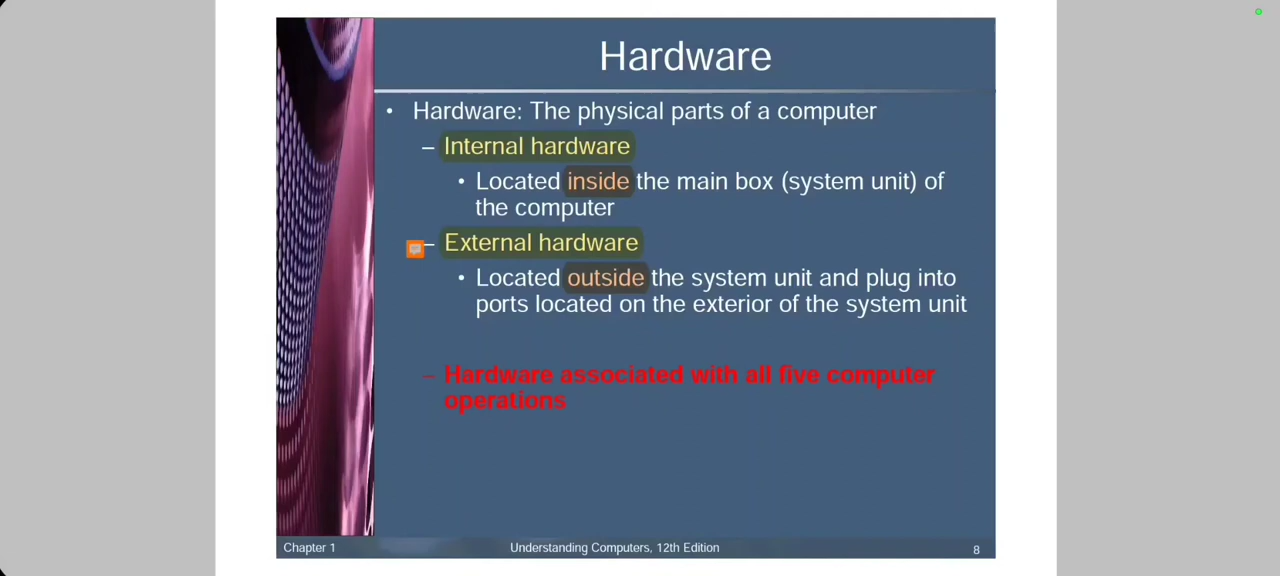 Hardware
• Hardware: The physical parts of a computer
– Internal hardware
• Located inside the main box (system unit) of
the computer
– External hardware
• Located outside the system unit and plug into
ports located on the exterior of the system unit
– Hardware associated with all five computer
operations
Chapter 1 Understanding Computers, 12th Edition 8